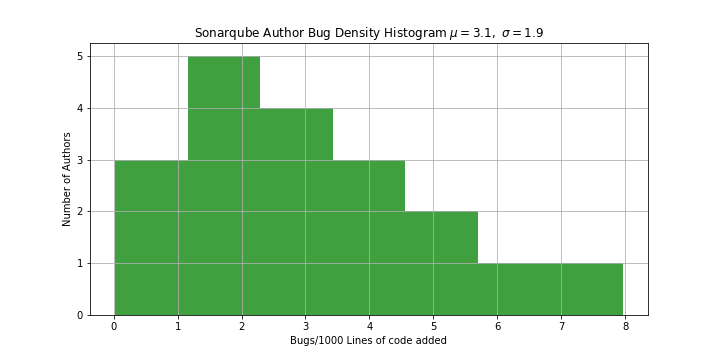 Sonarqube Author Bug Density Histogram μ = 3.1, σ = 1.9
5
4
3
2
1
0
Number of Authors
0 1 2 3 4 5 6 7 8
Bugs/1000 Lines of code added